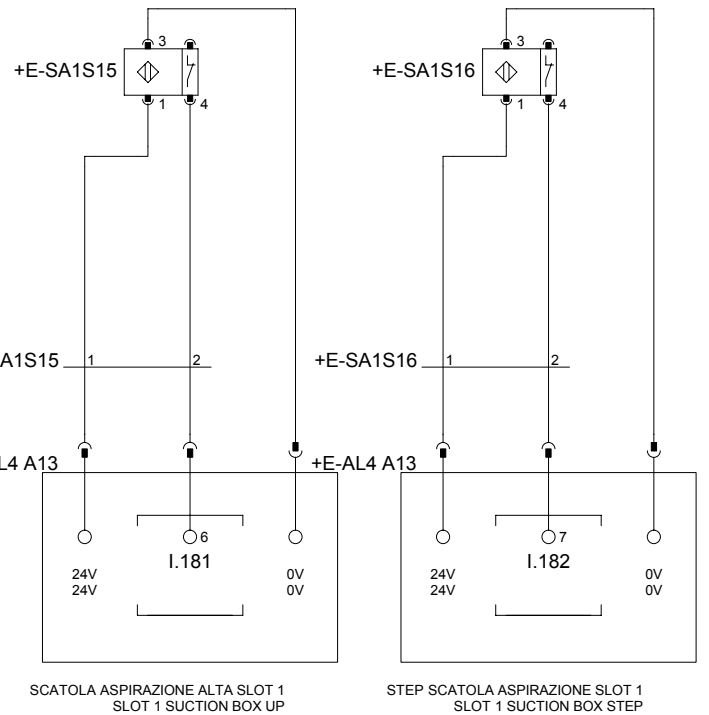 3 3
+E-SA1S15 +E-SA1S16
1 4 1 4
A1S15 1 2 +E-SA1S16 1 2
L4 A13 +E-AL4 A13
6 7
I.181 I.182
24V 0V 24V 0V
24V 0V 24V 0V
SCATOLA ASPIRAZIONE ALTA SLOT 1 STEP SCATOLA ASPIRAZIONE SLOT 1
SLOT 1 SUCTION BOX UP SLOT 1 SUCTION BOX STEP